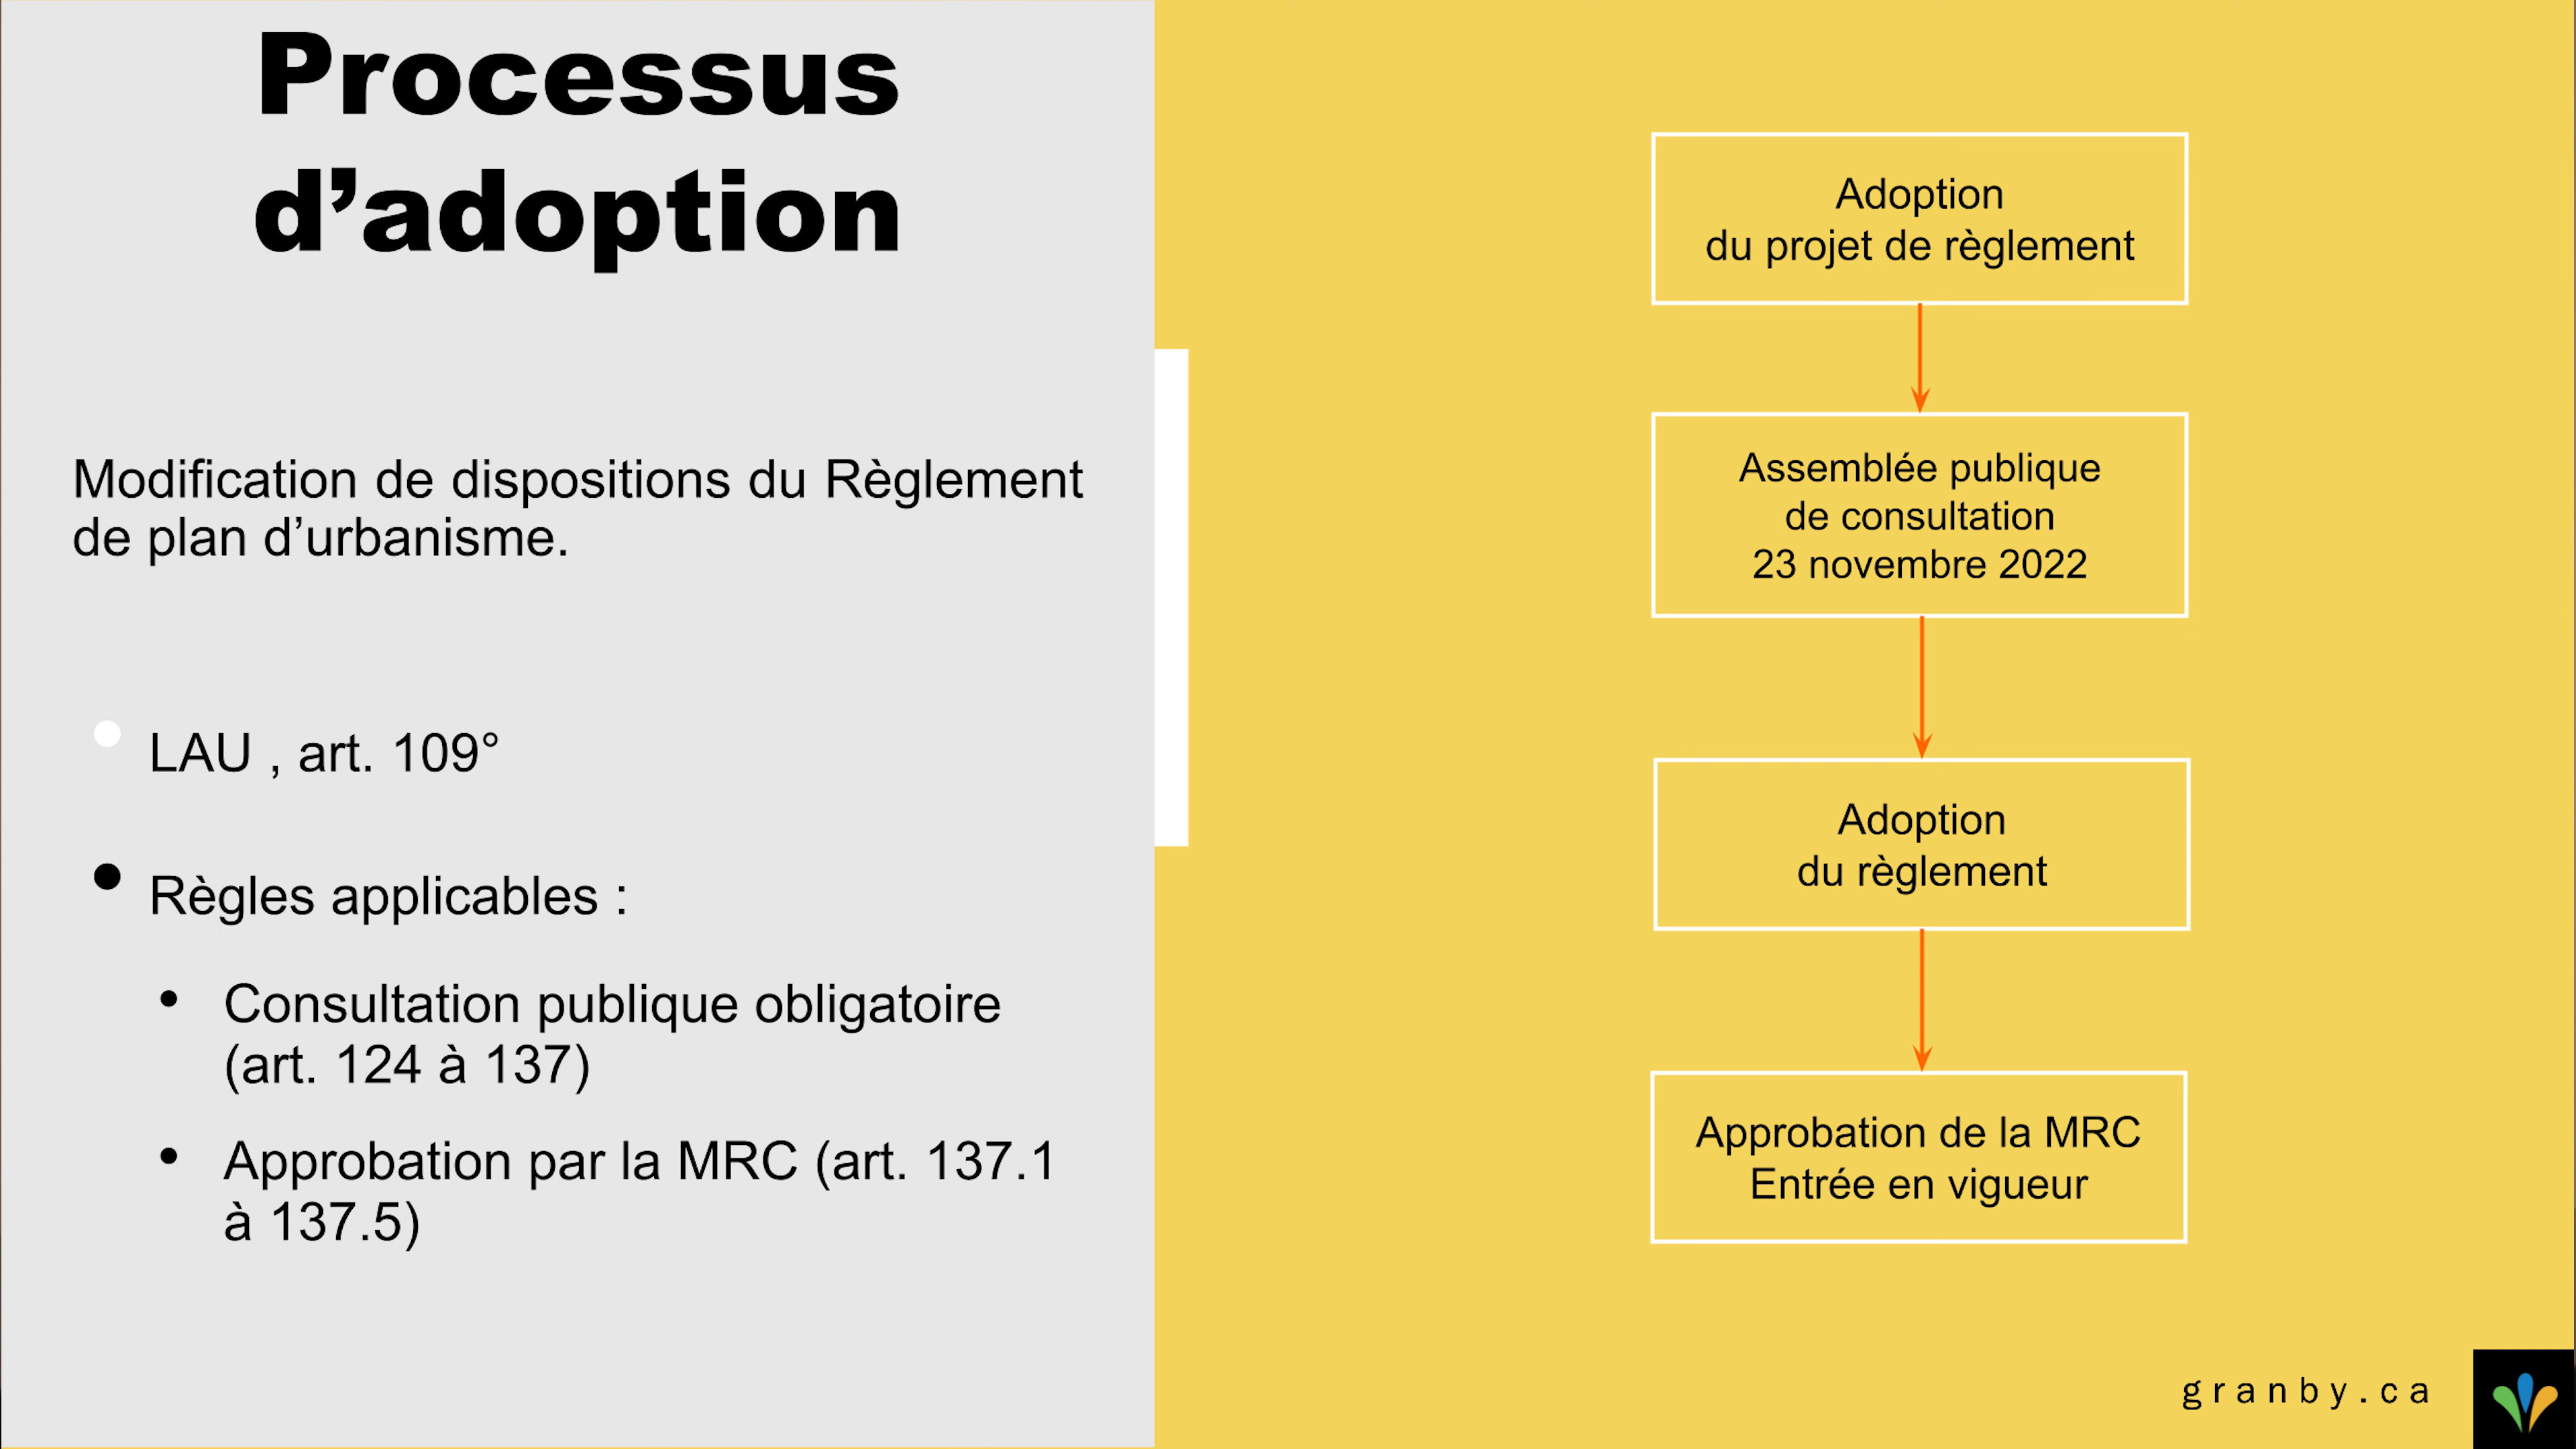 Processus
d’adoption
Modification de dispositions du Règlement
de plan d’urbanisme.
LAU , art. 109°
Règles applicables :
Consultation publique obligatoire
(art. 124 à 137)
Approbation par la MRC (art. 137.1
à 137.5)
Adoption
du projet de règlement
Assemblée publique
de consultation
23 novembre 2022
Adoption
du règlement
Approbation de la MRC
Entrée en vigueur
granby.ca